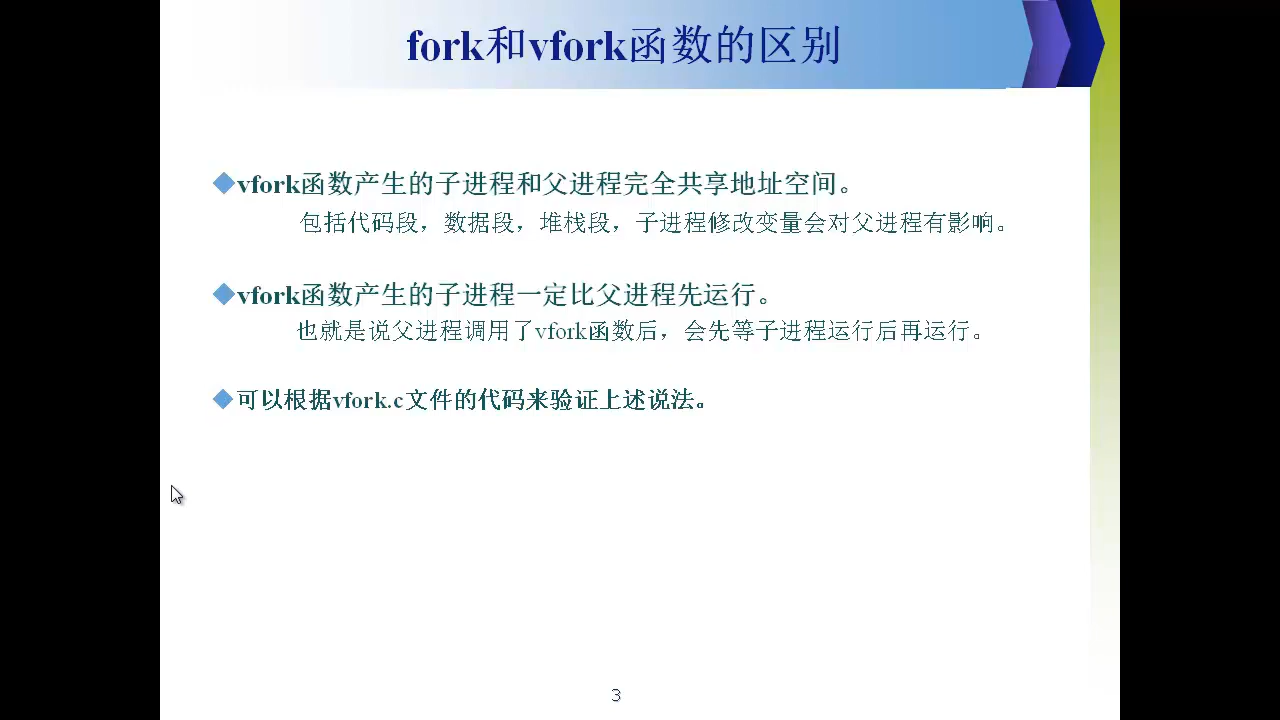 fork和vfork函数的区别
vfork函数产生的子进程和父进程完全共享地址空间。
包括代码段，数据段，堆栈段，子进程修改变量会对父进程有影响。
vfork函数产生的子进程一定比父进程先运行。
也就是说父进程调用了vfork函数后，会先等子进程运行后再运行。
可以根据vfork.c文件的代码来验证上述说法。
3